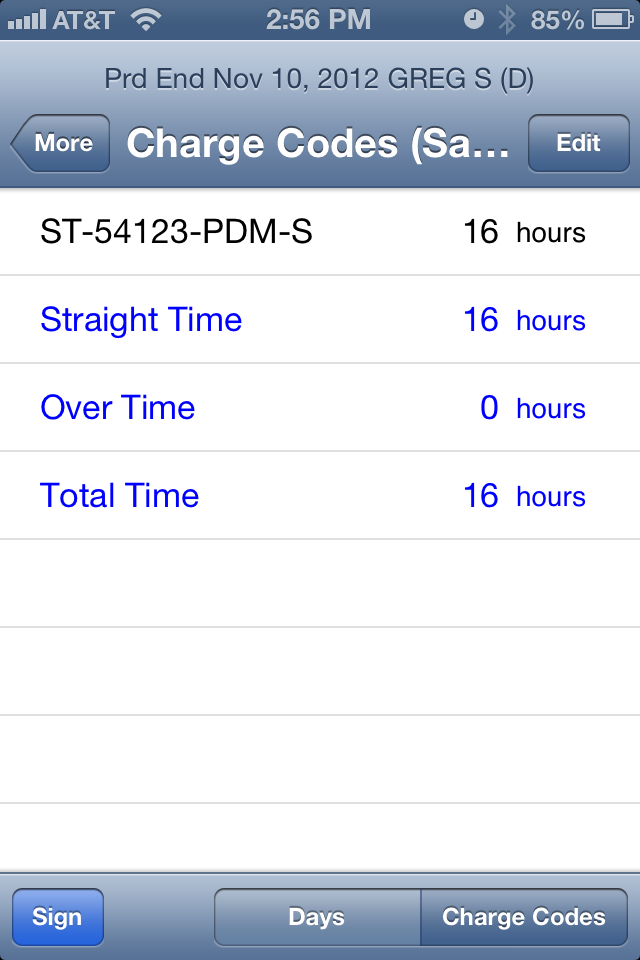 AT&T 2:56 PM 85%
Prd End Nov 10, 2012 GREG S (D)
More Charge Codes (Sa... Edit
ST-54123-PDM-S 16 hours
Straight Time 16 hours
Over Time 0 hours
Total Time 16 hours
Sign Days Charge Codes